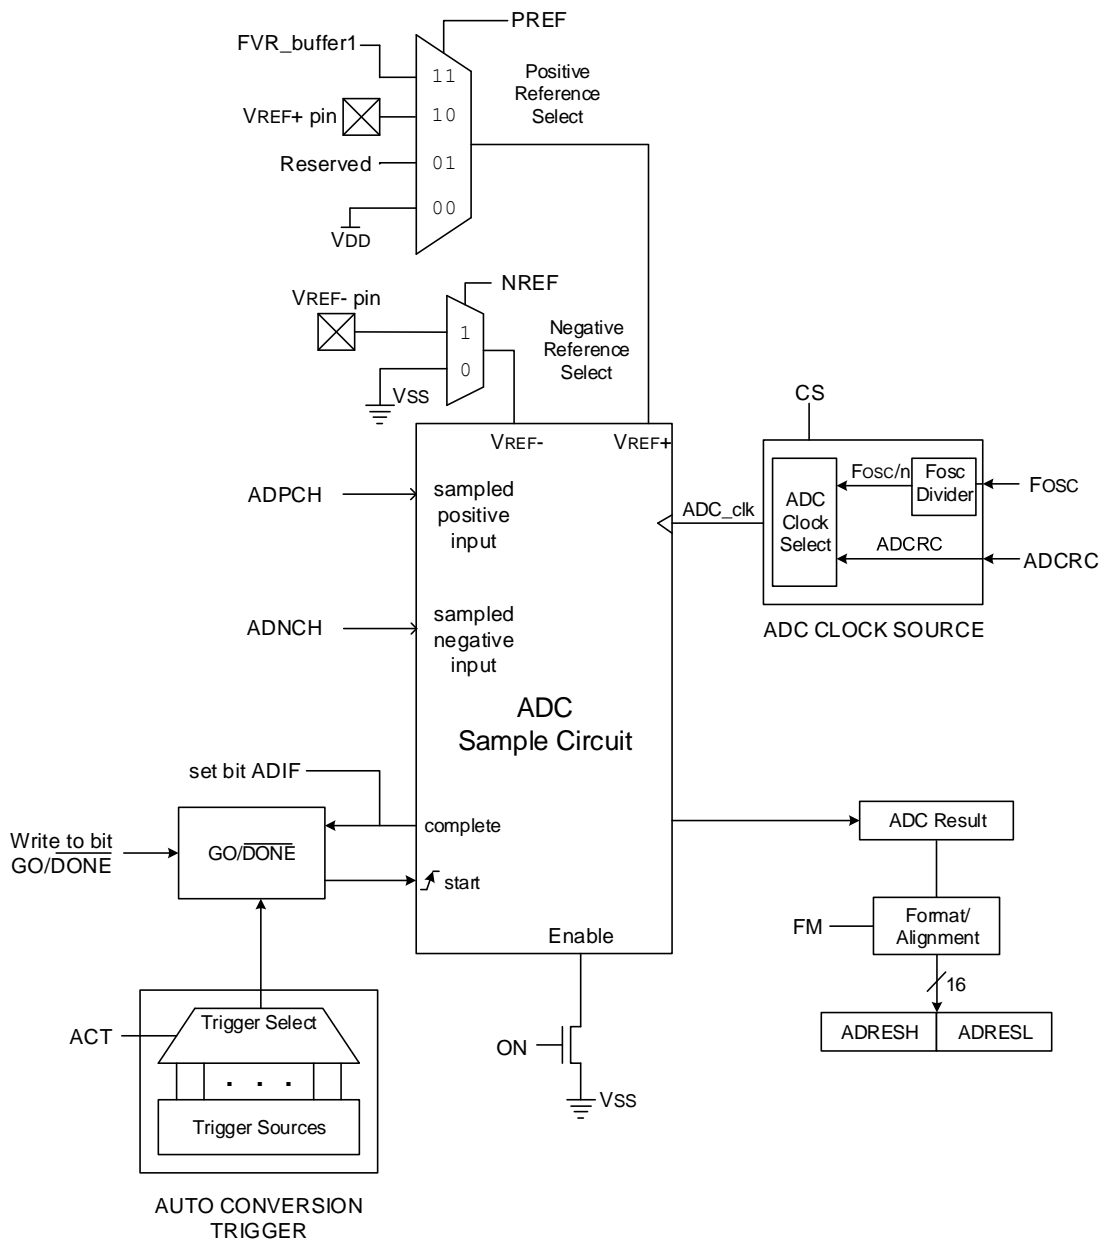 PREF
FVR_buffer1
11
Positive
Reference
Select
VREF+ pin
10
Reserved
01
00
VDD
NREF
VREF- pin
1
Negative
Reference
Select
0
VSS
CS
VREF-
VREF+
ADPCH
sampled
positive
input
ADC_clk
ADC
Clock
Select
FOSC/n
Fosc
Divider
FOSC
ADCRC
ADCRC
ADC CLOCK SOURCE
ADNCH
sampled
negative
input
ADC
Sample Circuit
set bit ADIF
complete
Write to bit
GO/DONE
GO/DONE
start
ADC Result
FM
Format/
Alignment
16
ADRESH
ADRESL
Enable
ON
VSS
ACT
Trigger Select
. . .
Trigger Sources
AUTO CONVERSION
TRIGGER